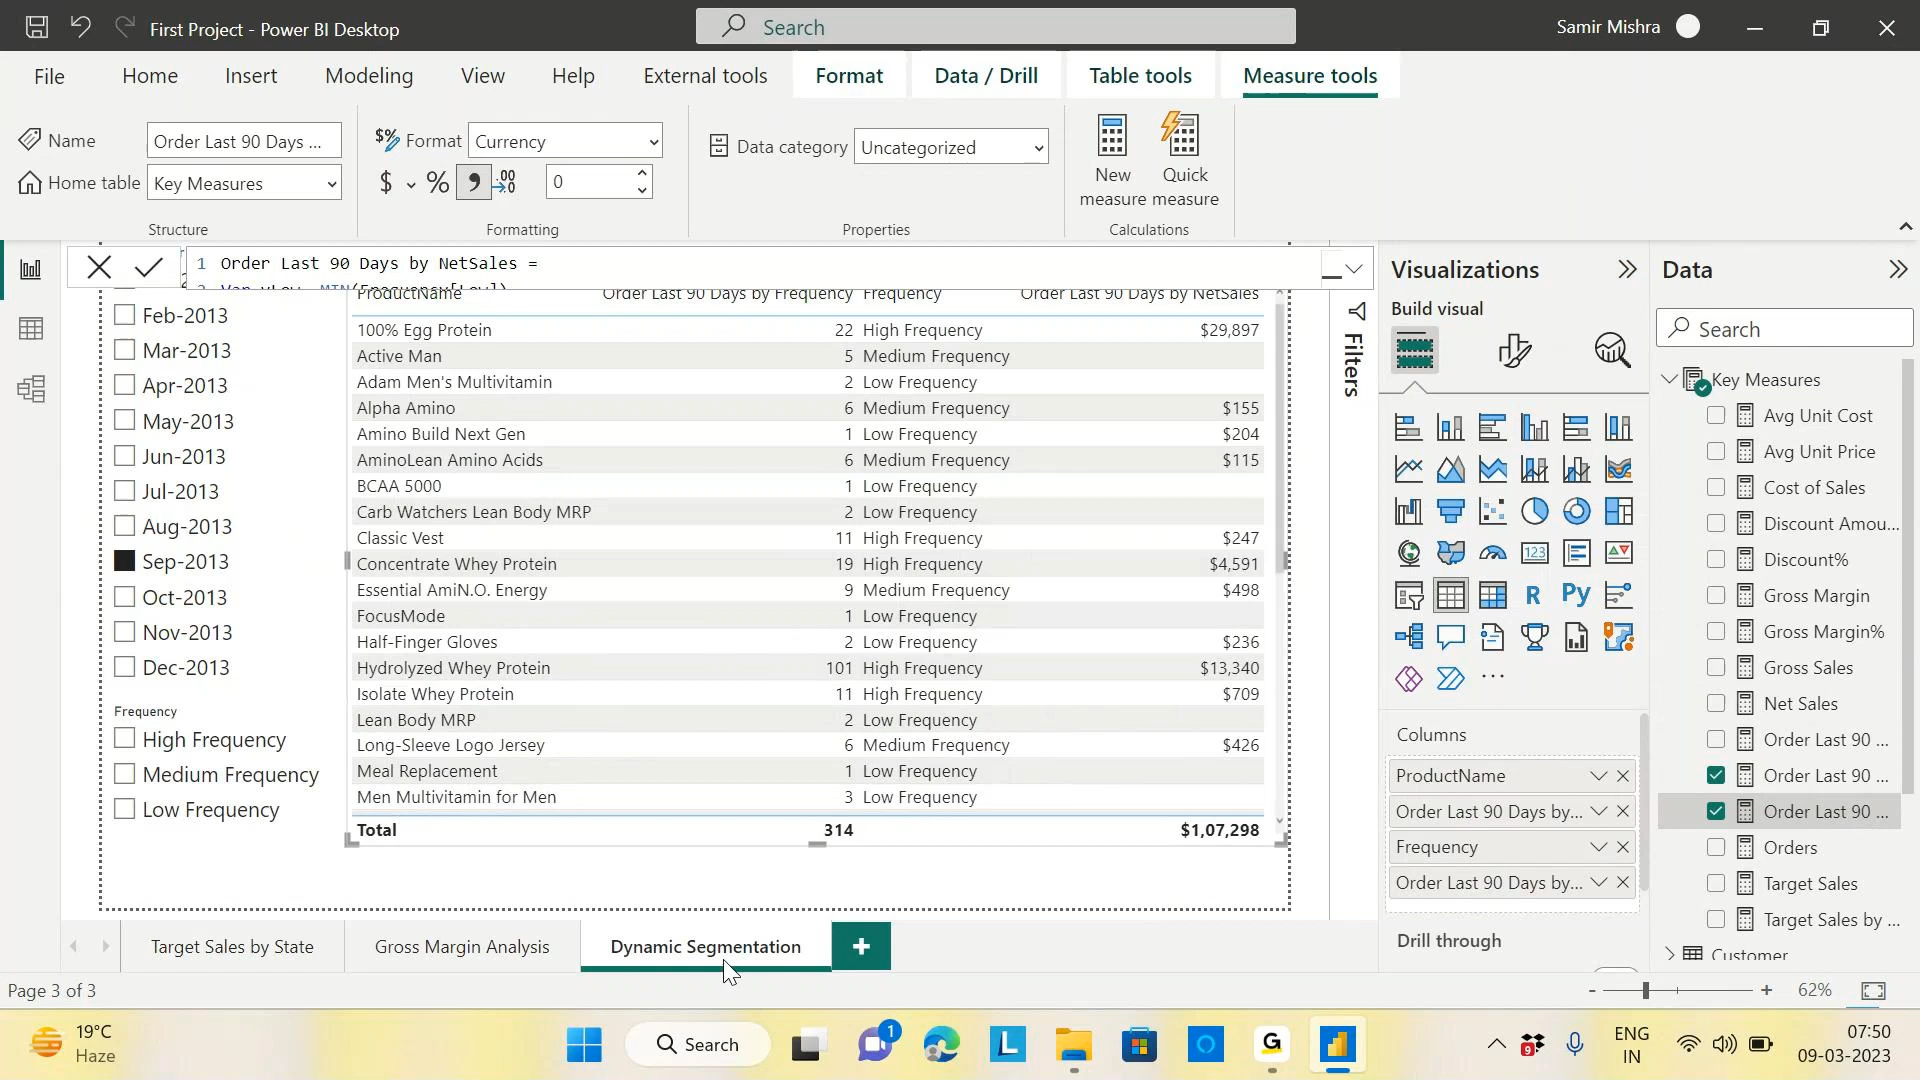 First Project - Power BI Desktop
Search
Samir Mishra
File
Home
Insert
Modeling
View
Help
External tools
Format
Data / Drill
Table tools
Measure tools
Name
Order Last 90 Days ...
Home table
Key Measures
Structure
$% Format
Currency
$
%
,
.00
0
Formatting
Data category
Uncategorized
Properties
New measure
Quick measure
Calculations
1 Order Last 90 Days by NetSales =
ProductName Order Last 90 Days by Frequency Frequency Order Last 90 Days by NetSales
100% Egg Protein 22 High Frequency $29,897
Active Man 5 Medium Frequency
Adam Men's Multivitamin 2 Low Frequency
Alpha Amino 6 Medium Frequency $155
Amino Build Next Gen 1 Low Frequency $204
AminoLean Amino Acids 6 Medium Frequency $115
BCAA 5000 1 Low Frequency
Carb Watchers Lean Body MRP 2 Low Frequency
Classic Vest 11 High Frequency $247
Concentrate Whey Protein 19 High Frequency $4,591
Essential AmiN.O. Energy 9 Medium Frequency $498
FocusMode 1 Low Frequency
Half-Finger Gloves 2 Low Frequency $236
Hydrolyzed Whey Protein 101 High Frequency $13,340
Isolate Whey Protein 11 High Frequency $709
Lean Body MRP 2 Low Frequency
Long-Sleeve Logo Jersey 6 Medium Frequency $426
Meal Replacement 1 Low Frequency
Men Multivitamin for Men 3 Low Frequency
Total 314 $1,07,298
Feb-2013
Mar-2013
Apr-2013
May-2013
Jun-2013
Jul-2013
Aug-2013
Sep-2013
Oct-2013
Nov-2013
Dec-2013
Frequency
High Frequency
Medium Frequency
Low Frequency
Filters
Visualizations
Build visual
123
R
Py
...
Columns
ProductName
Order Last 90 Days by...
Frequency
Order Last 90 Days by...
Drill through
Data
Search
Key Measures
Avg Unit Cost
Avg Unit Price
Cost of Sales
Discount Amou...
Discount%
Gross Margin
Gross Margin%
Gross Sales
Net Sales
Order Last 90 ...
Order Last 90 ...
Order Last 90 ...
Orders
Target Sales
Target Sales by ...
Customer
Target Sales by State
Gross Margin Analysis
Dynamic Segmentation
+
Page 3 of 3
- + 62%
19°C
Haze
Search
1
L
G
9
ENG
IN
07:50
09-03-2023